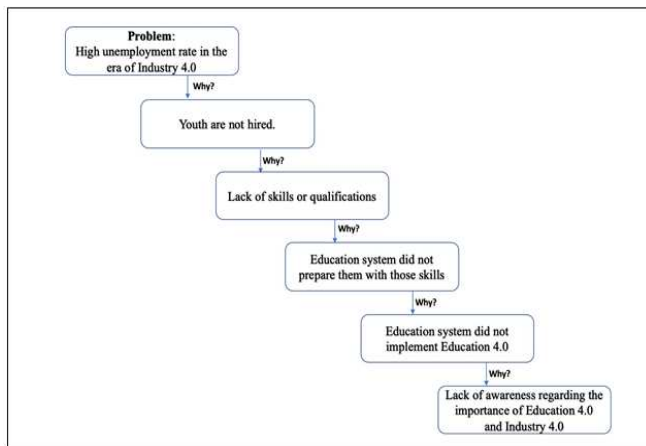 Problem:
High unemployment rate in the
era of Industry 4.0
Why?
Youth are not hired.
Why?
Lack of skills or qualifications
Why?
Education system did not
prepare them with those skills
Why?
Education system did not
implement Education 4.0
Why?
Lack of awareness regarding the
importance of Education 4.0
and Industry 4.0